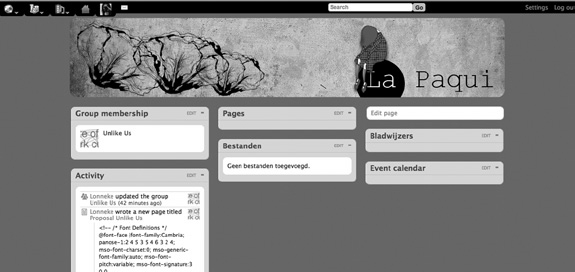 Search
Go
Settings
Log ou
La Paqui
Group membership
EDIT
Unlike Us
Activity
EDIT
Lonneke updated the group
Unlike Us (42 minutes ago)
Lonneke wrote a new page titled
Proposal Unlike Us
<!-- /* Font Definitions */
@font-face {font-family:Cambria;
panose-1:2 4 5 3 5 4 6 3 2 4;
mso-font-charset:0; mso-generic-
font-family:auto; mso-font-
pitch:variable; mso-font-signature:3
Pages
EDIT
Bestanden
EDIT
Geen bestanden toegevoegd.
Edit page
Bladwijzers
EDIT
Event calendar
EDIT